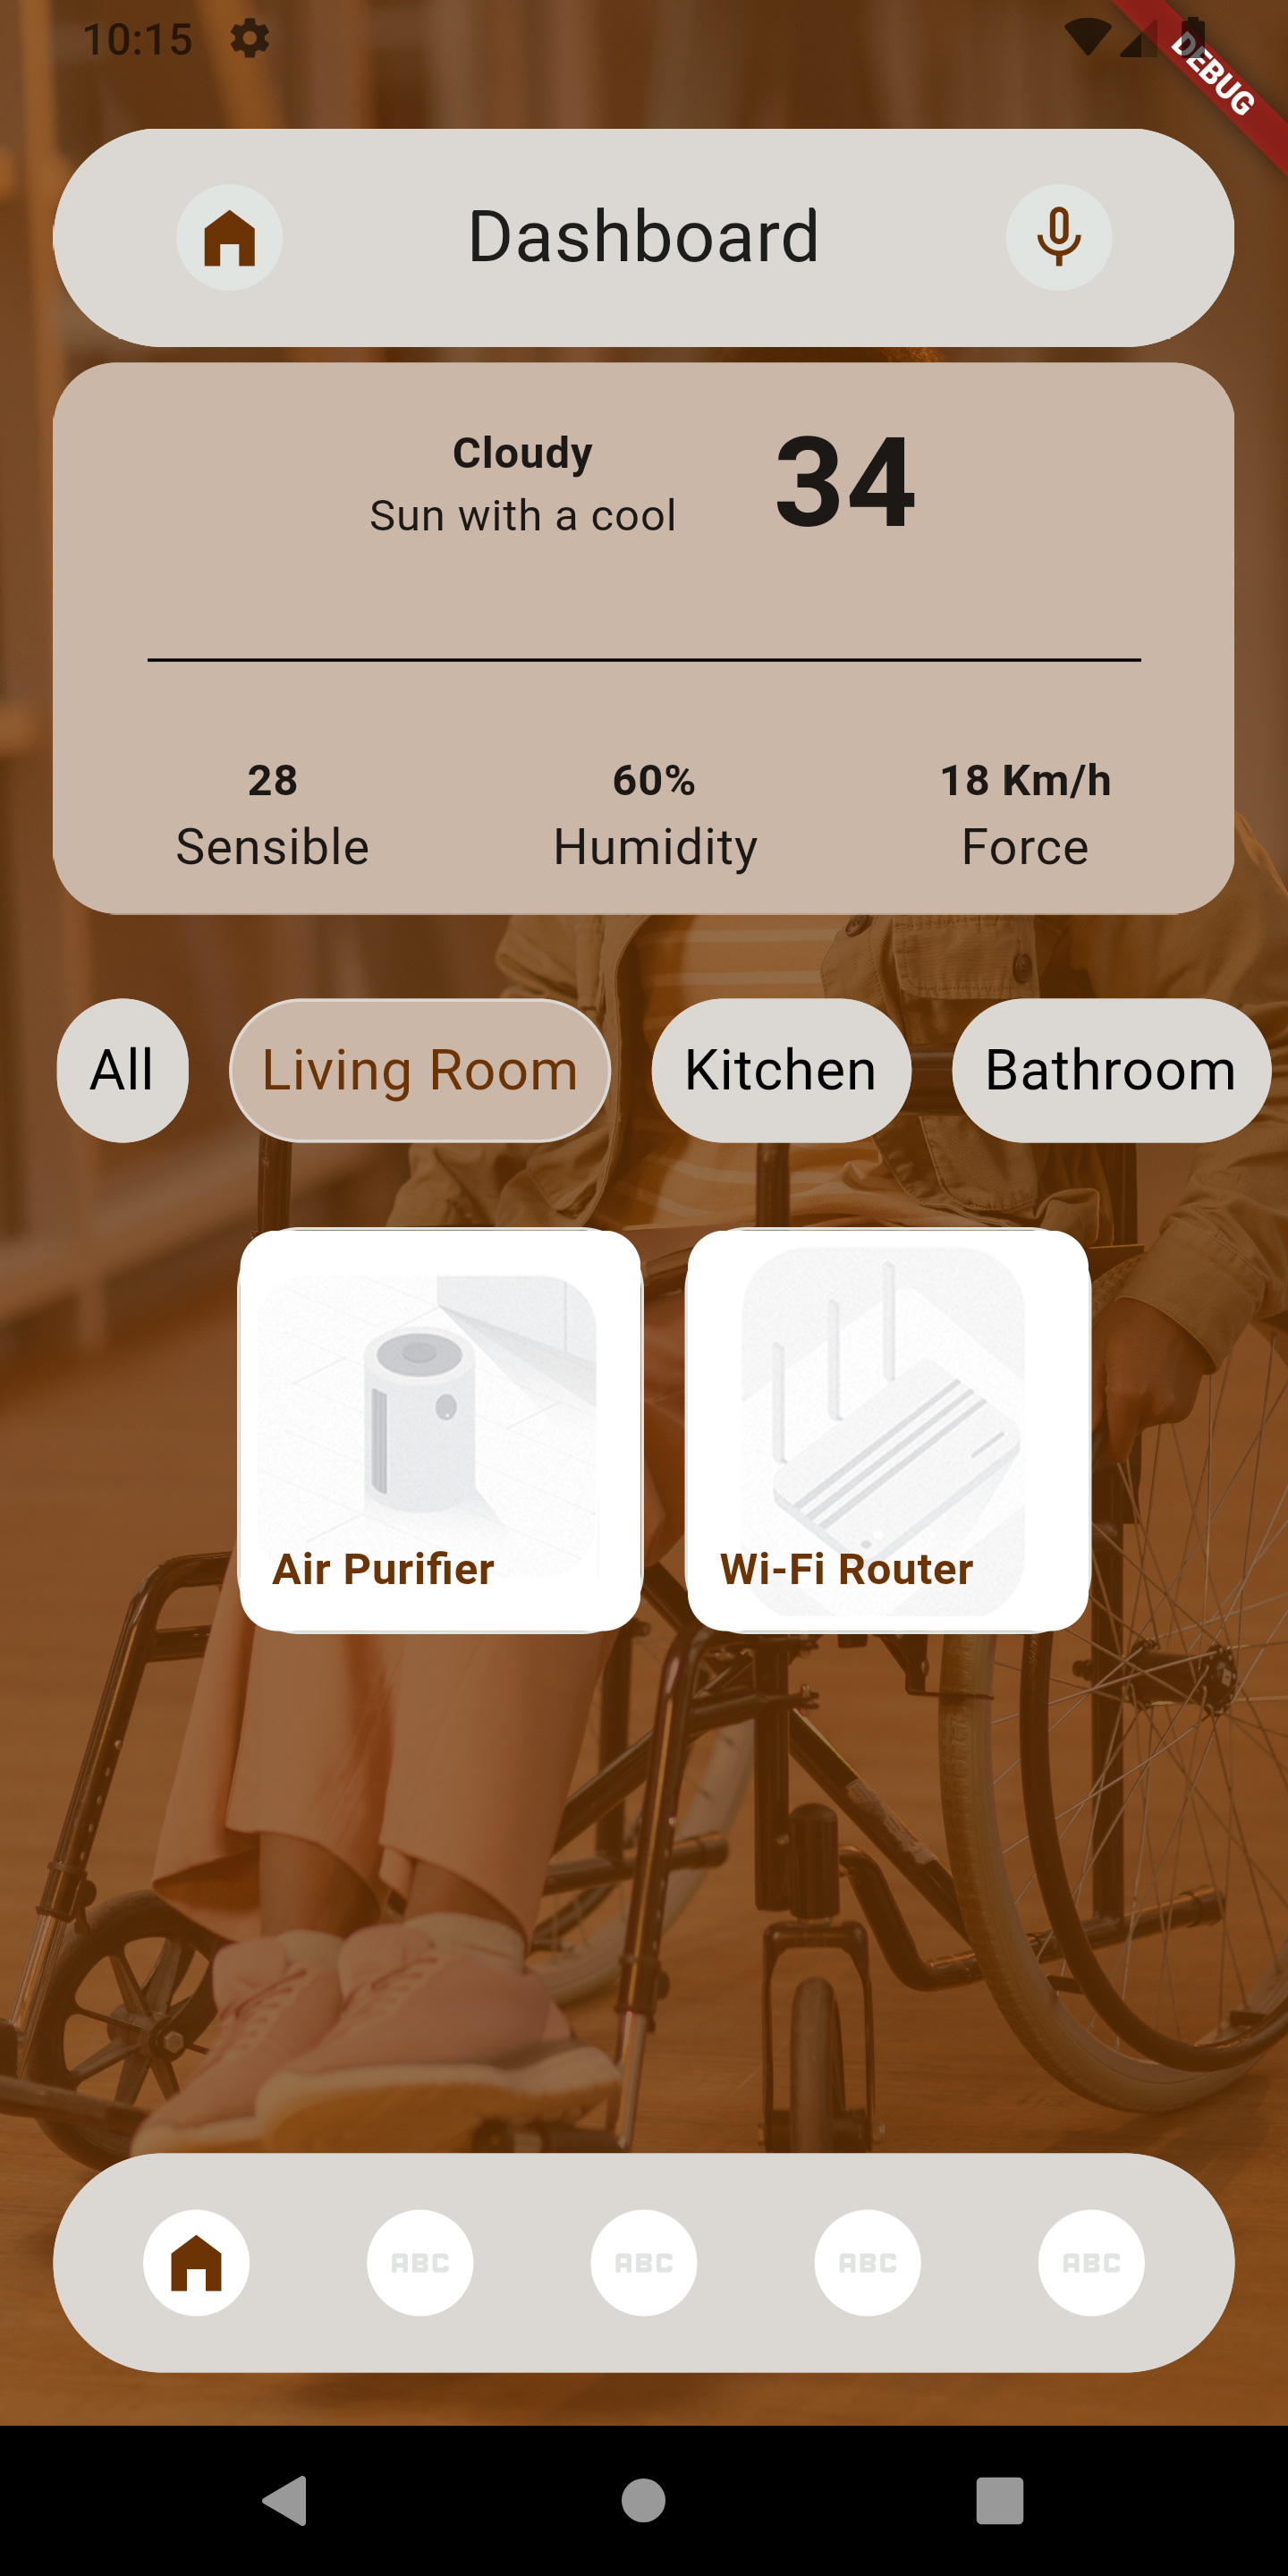 10:15
DEBUG
Dashboard
Cloudy
Sun with a cool
34
28
Sensible
60%
Humidity
18 Km/h
Force
All
Living Room
Kitchen
Bathroom
Air Purifier
Wi-Fi Router
ABC
ABC
ABC
ABC